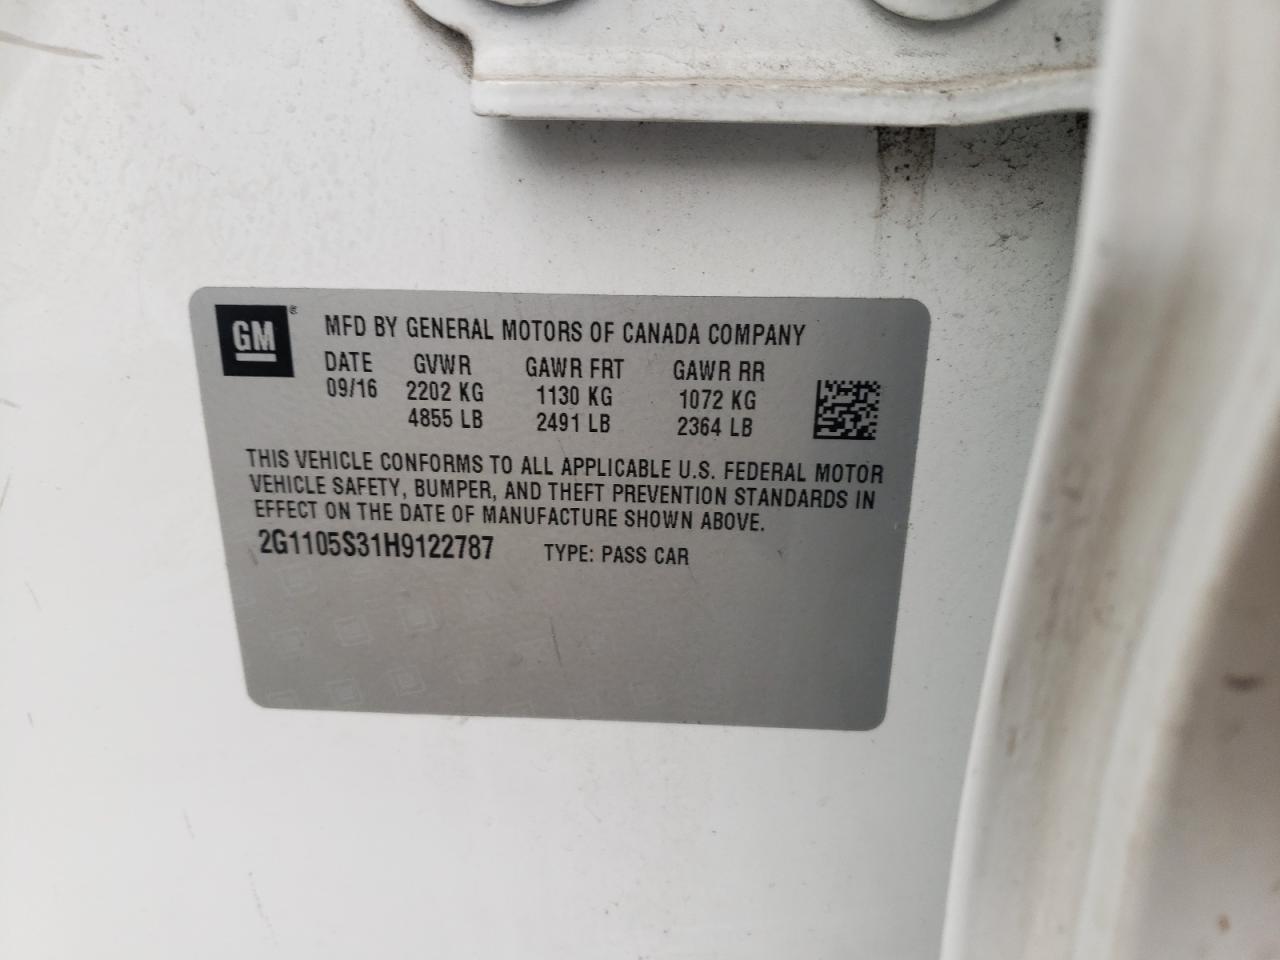 GM®
MFD BY GENERAL MOTORS OF CANADA COMPANY
DATE GVWR GAWR FRT GAWR RR
09/16 2202 KG 1130 KG 1072 KG
4855 LB 2491 LB 2364 LB
THIS VEHICLE CONFORMS TO ALL APPLICABLE U.S. FEDERAL MOTOR
VEHICLE SAFETY, BUMPER, AND THEFT PREVENTION STANDARDS IN
EFFECT ON THE DATE OF MANUFACTURE SHOWN ABOVE.
2G1105S31H9122787 TYPE: PASS CAR